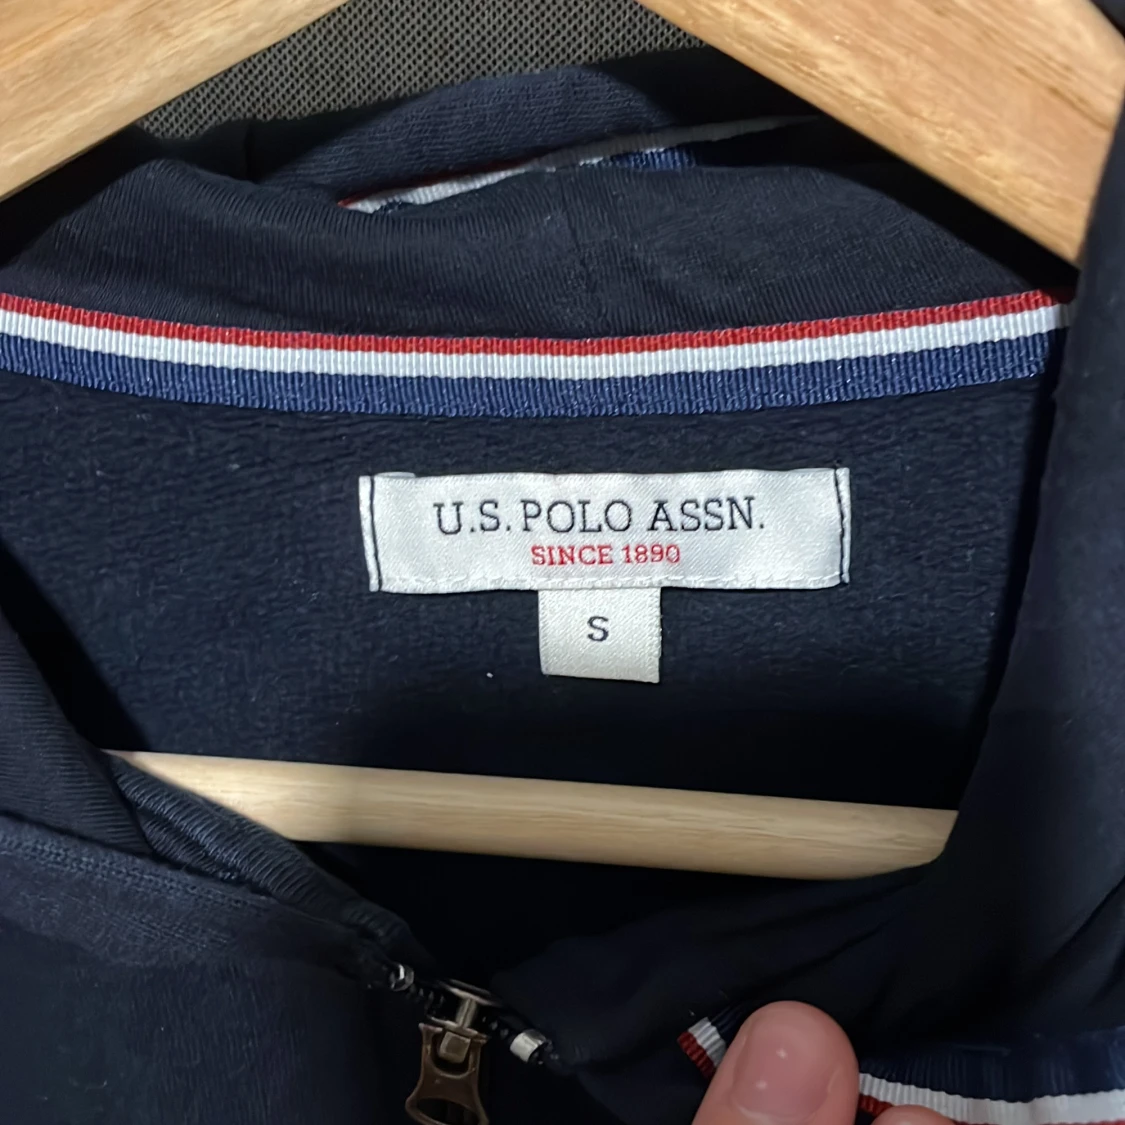 U.S. POLO ASSN.
SINCE 1890
S